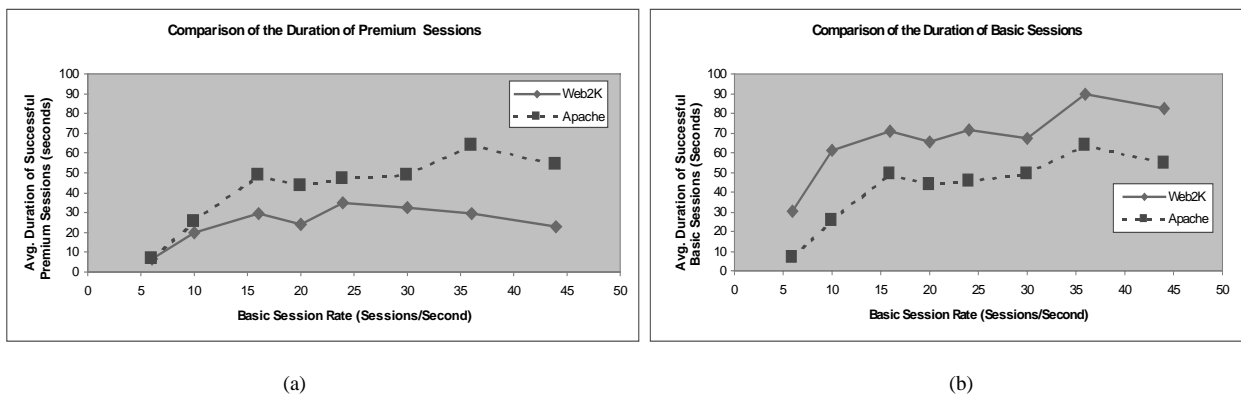 Comparison of the Duration of Premium Sessions
Avg. Duration of Successful
Premium Sessions (seconds)
100
90
80
70
60
50
40
30
20
10
0
Web2K
Apache
0 5 10 15 20 25 30 35 40 45 50
Basic Session Rate (Sessions/Second)
(a)
Comparison of the Duration of Basic Sessions
Avg. Duration of Successful
Basic Sessions (Seconds)
100
90
80
70
60
50
40
30
20
10
0
Web2K
Apache
0 5 10 15 20 25 30 35 40 45 50
Basic Session Rate (Sessions/Second)
(b)